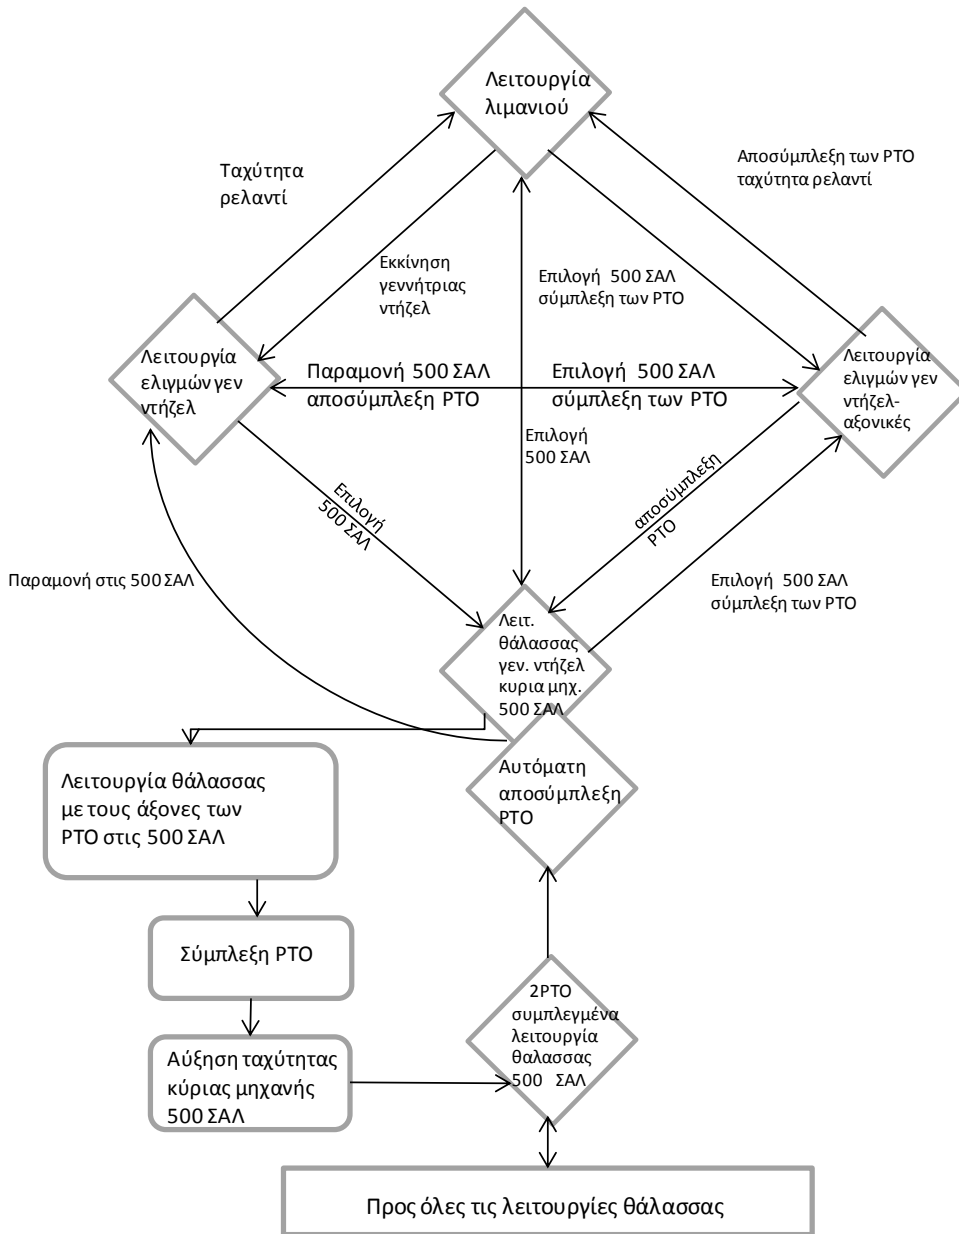 Λειτουργία
λιμανιού
Ταχύτητα
ρελαντί
Αποσύμπλεξη των PTO
ταχύτητα ρελαντί
Εκκίνηση
γεννήτριας
ντήζελ
Επιλογή 500 ΣΑΛ
σύμπλεξη των PTO
Λειτουργία
ελιγμών γεν
ντήζελ
Παραμονή 500 ΣΑΛ
αποσύμπλεξη PTO
Επιλογή 500 ΣΑΛ
σύμπλεξη των PTO
Λειτουργία
ελιγμών γεν
ντήζελ-
αξονικές
Επιλογή
500 ΣΑΛ
Επιλογή
500 ΣΑΛ
αποσύμπλεξη
PTO
Παραμονή στις 500 ΣΑΛ
Επιλογή 500 ΣΑΛ
σύμπλεξη των PTO
Λειτ.
θάλασσας
γεν. ντήζελ
κυρια μηχ.
500 ΣΑΛ
Αυτόματη
αποσύμπλεξη
PTO
Λειτουργία θάλασσας
με τους άξονες των
PTO στις 500 ΣΑΛ
Σύμπλεξη PTO
Αύξηση ταχύτητας
κύριας μηχανής
500 ΣΑΛ
2PTO
συμπλεγμένα
λειτουργία
θαλασσας
500 ΣΑΛ
Προς όλες τις λειτουργίες θάλασσας